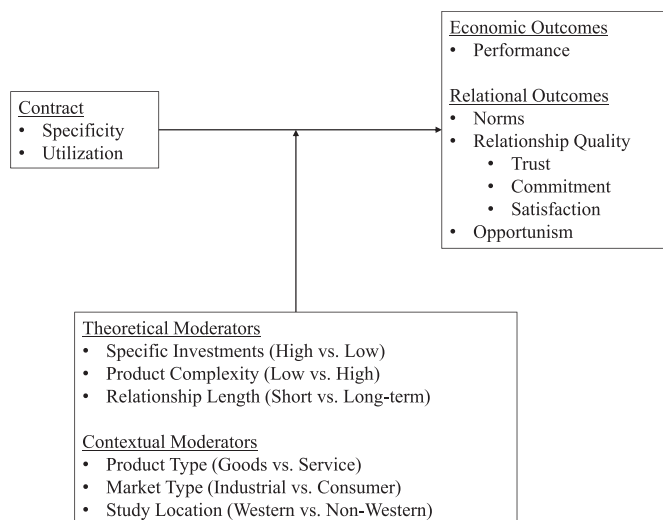 Economic Outcomes
• Performance
Relational Outcomes
• Norms
• Relationship Quality
• Trust
• Commitment
• Satisfaction
• Opportunism
Contract
• Specificity
• Utilization
Theoretical Moderators
• Specific Investments (High vs. Low)
• Product Complexity (Low vs. High)
• Relationship Length (Short vs. Long-term)
Contextual Moderators
• Product Type (Goods vs. Service)
• Market Type (Industrial vs. Consumer)
• Study Location (Western vs. Non-Western)